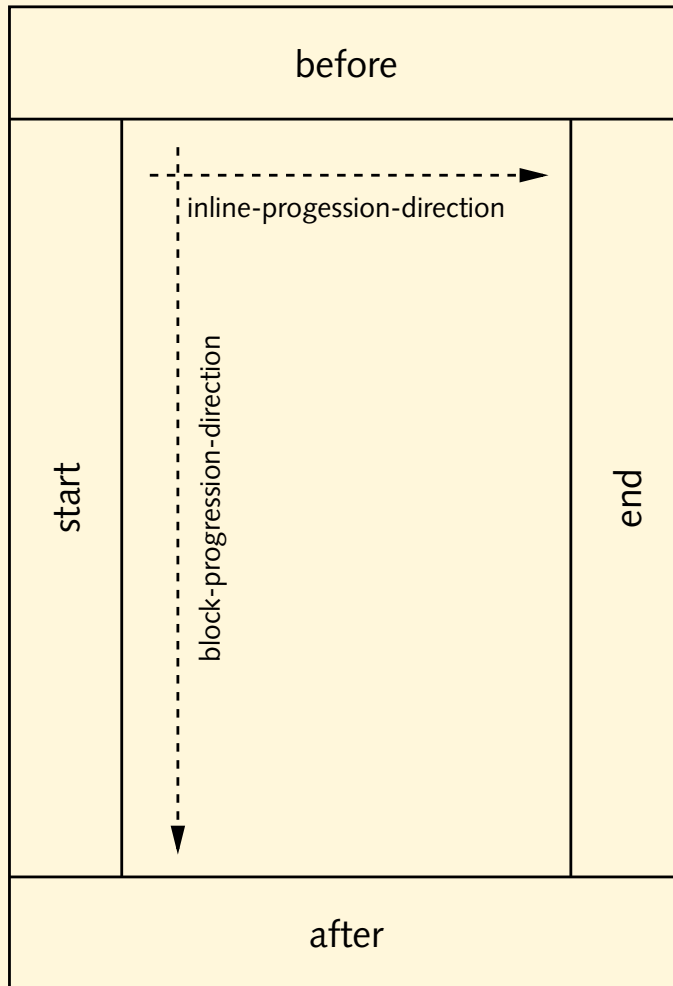 before
inline-progession-direction
block-progression-direction
start
end
after